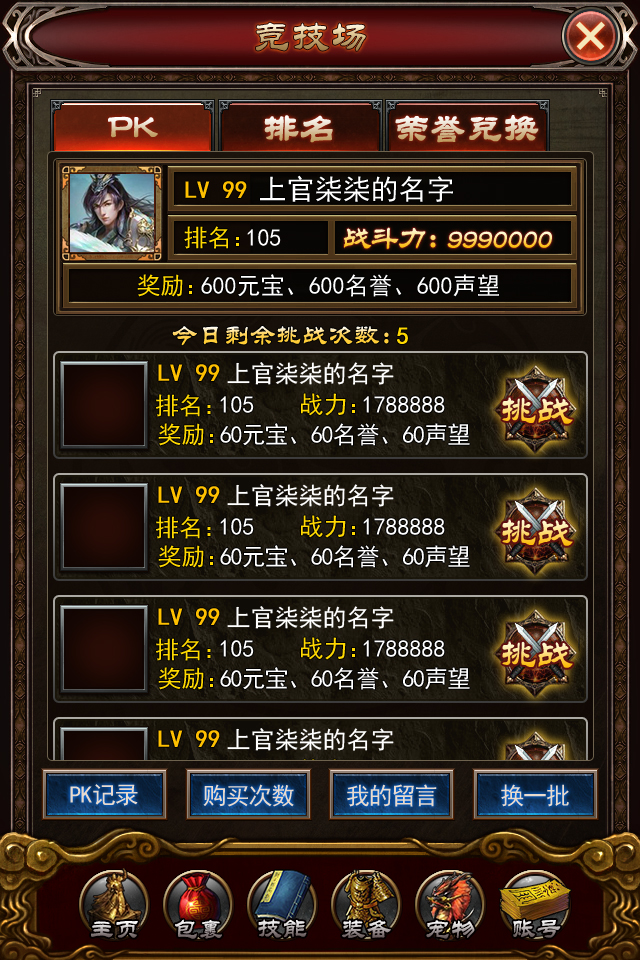 竞技场
PK 排名 荣誉兑换
LV 99 上官柒柒的名字
排名:105 战斗力:9990000
奖励:600元宝、600名誉、600声望
今日剩余挑战次数:5
LV 99 上官柒柒的名字
排名:105 战力:1788888
挑战
奖励:60元宝、60名誉、60声望
LV 99 上官柒柒的名字
排名:105 战力:1788888
挑战
奖励:60元宝、60名誉、60声望
LV 99 上官柒柒的名字
排名:105 战力:1788888
挑战
奖励:60元宝、60名誉、60声望
LV 99 上官柒柒的名字
PK记录 购买次数 我的留言 换一批
主页 包裹 技能 装备 宠物 账号